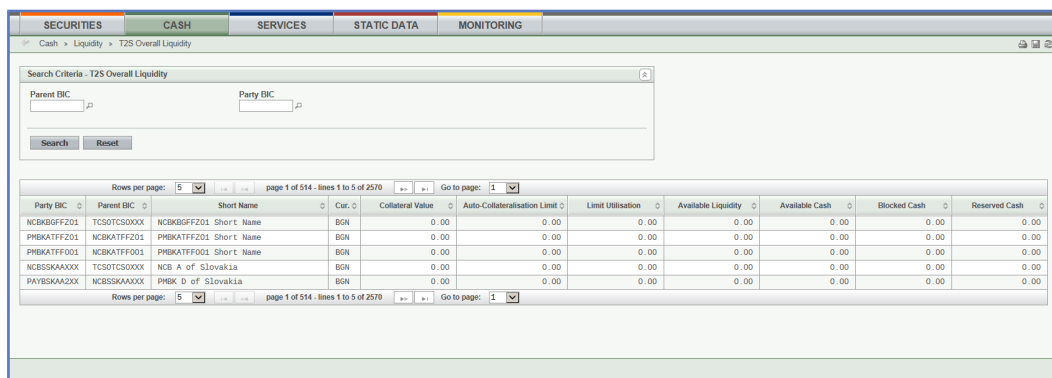 SECURITIES CASH SERVICES STATIC DATA MONITORING
Cash » Liquidity » T2S Overall Liquidity
Search Criteria - T2S Overall Liquidity
Parent BIC Party BIC
Search Reset
Rows per page: 5 page 1 of 514 - lines 1 to 5 of 2570 Go to page: 1
Party BIC Parent BIC Short Name Cur. Collateral Value Auto-Collateralisation Limit Limit Utilisation Available Liquidity Available Cash Blocked Cash Reserved Cash
NCBKBGFFZ01 TCSOTCSOXXX NCBKBGFFZ01 Short Name BGN 0.00 0.00 0.00 0.00 0.00 0.00 0.00
PMBKATFFZ01 NCBKATFFZ01 PMBKATFFZ01 Short Name BGN 0.00 0.00 0.00 0.00 0.00 0.00 0.00
PMBKATFF001 NCBKATFF001 PMBKATFF001 Short Name BGN 0.00 0.00 0.00 0.00 0.00 0.00 0.00
NCBSSKAAXXX TCSOTCSOXXX NCB A of Slovakia BGN 0.00 0.00 0.00 0.00 0.00 0.00 0.00
PAYBSKAA2XX NCBSSKAAXXX PMBK D of Slovakia BGN 0.00 0.00 0.00 0.00 0.00 0.00 0.00
Rows per page: 5 page 1 of 514 - lines 1 to 5 of 2570 Go to page: 1